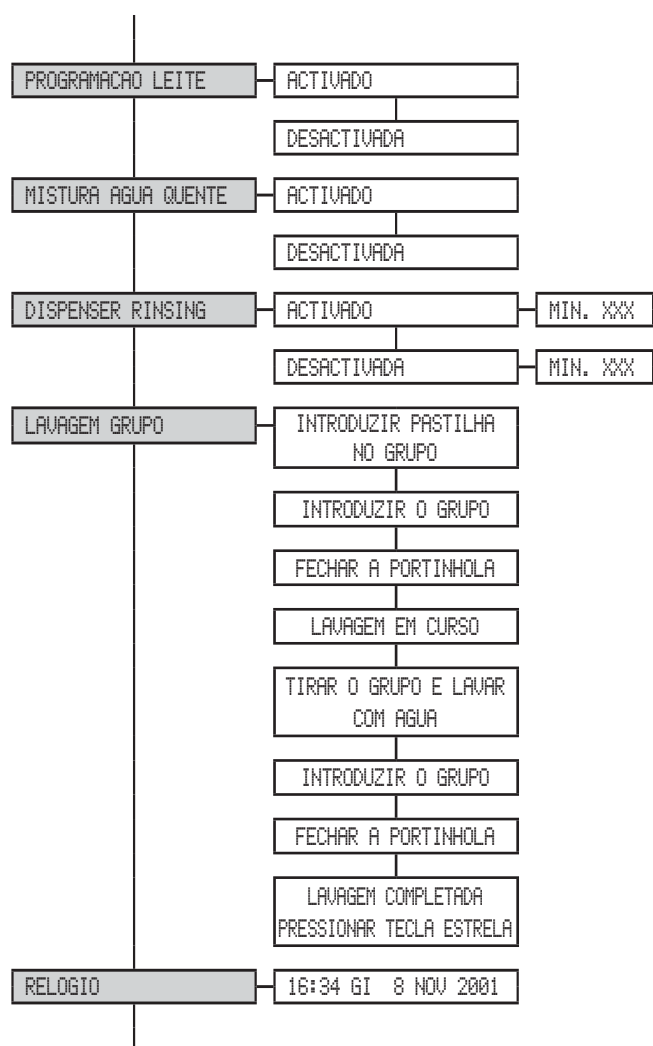 PROGRAMACAO LEITE
ACTIVADO
DESACTIVADA
MISTURA AGUA QUENTE
ACTIVADO
DESACTIVADA
DISPENSER RINSING
ACTIVADO
MIN. XXX
DESACTIVADA
MIN. XXX
LAVAGEM GRUPO
INTRODUZIR PASTILHA
NO GRUPO
INTRODUZIR O GRUPO
FECHAR A PORTINHOLA
LAVAGEM EM CURSO
TIRAR O GRUPO E LAVAR
COM AGUA
INTRODUZIR O GRUPO
FECHAR A PORTINHOLA
LAVAGEM COMPLETADA
PRESSIONAR TECLA ESTRELA
RELOGIO
16:34 GI 8 NOV 2001